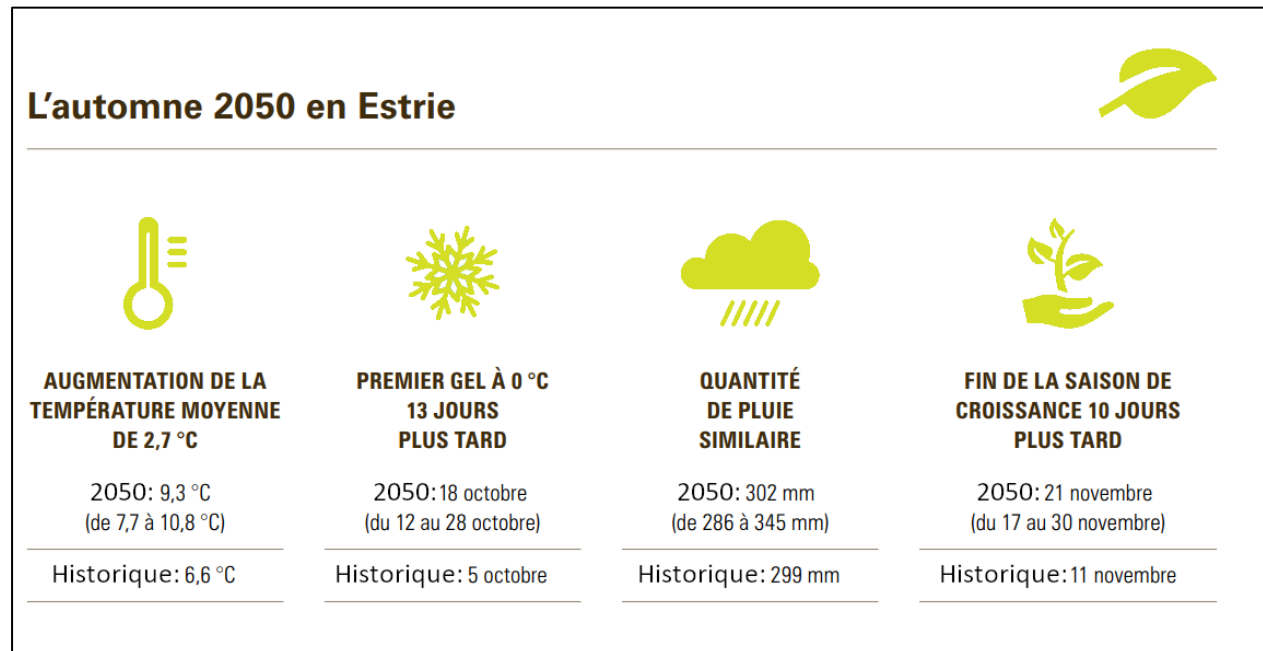 L'automne 2050 en Estrie
AUGMENTATION DE LA
TEMPÉRATURE MOYENNE
DE 2,7 °C
2050: 9,3 °C
(de 7,7 à 10,8 °C)
Historique: 6,6 °C
PREMIER GEL À 0 °C
13 JOURS
PLUS TARD
2050: 18 octobre
(du 12 au 28 octobre)
Historique: 5 octobre
QUANTITÉ
DE PLUIE
SIMILAIRE
2050: 302 mm
(de 286 à 345 mm)
Historique: 299 mm
FIN DE LA SAISON DE
CROISSANCE 10 JOURS
PLUS TARD
2050: 21 novembre
(du 17 au 30 novembre)
Historique: 11 novembre